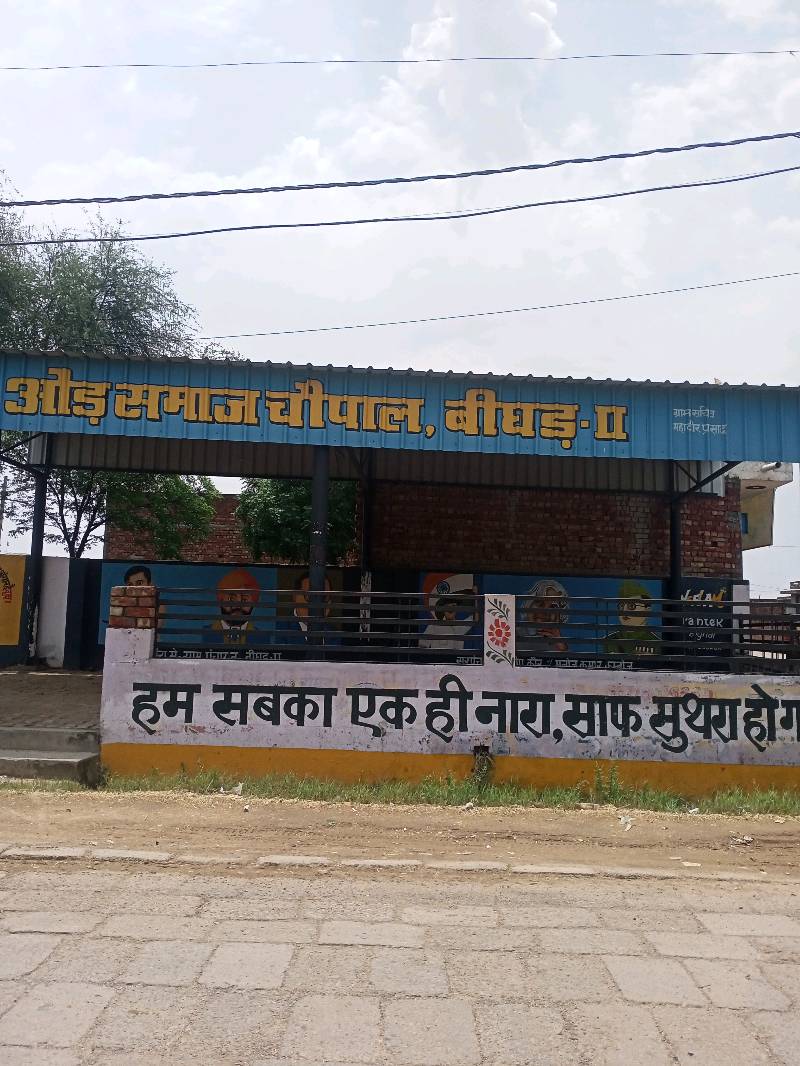 औड़ समाज चौपाल, बीघड़-II
ग्राम सचिव
महावीर प्रसाद
हम सबका एक ही नारा, साफ सुथरा हो ग